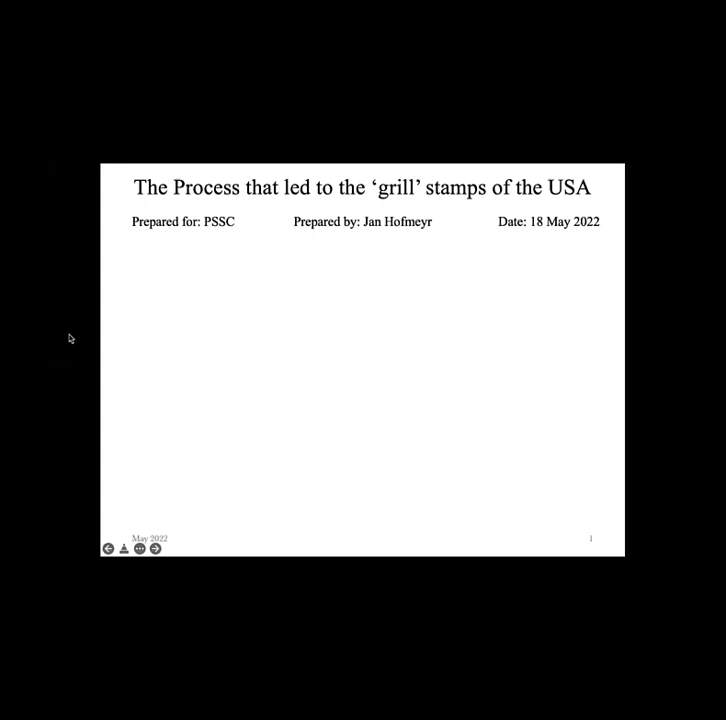 The Process that led to the ‘grill’ stamps of the USA
Prepared for: PSSC Prepared by: Jan Hofmeyr Date: 18 May 2022
May 2022 1